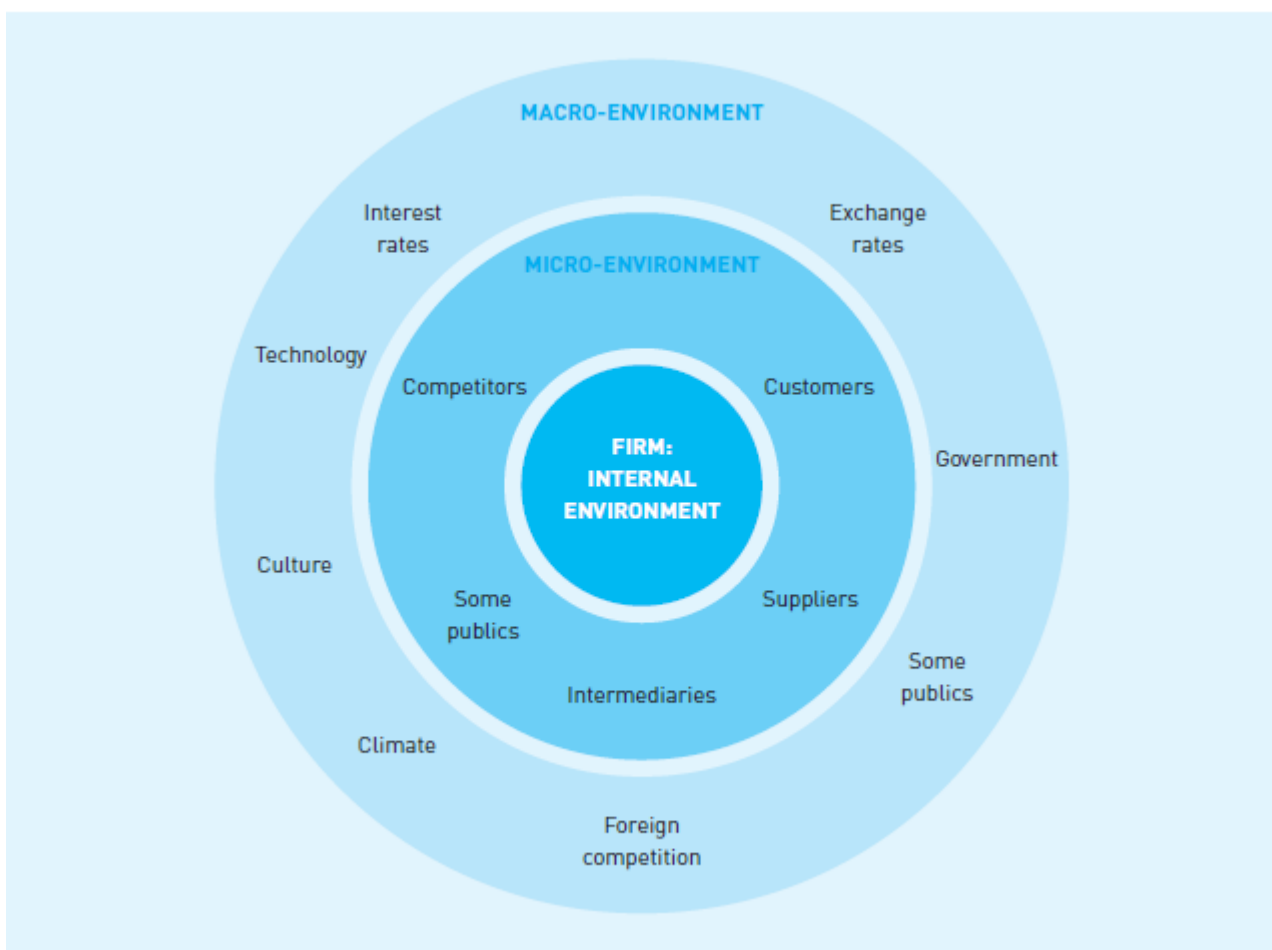 MACRO-ENVIRONMENT
Interest
rates
Exchange
rates
MICRO-ENVIRONMENT
Technology
Competitors
Customers
FIRM:
INTERNAL
ENVIRONMENT
Government
Culture
Some
publics
Suppliers
Some
publics
Intermediaries
Climate
Foreign
competition